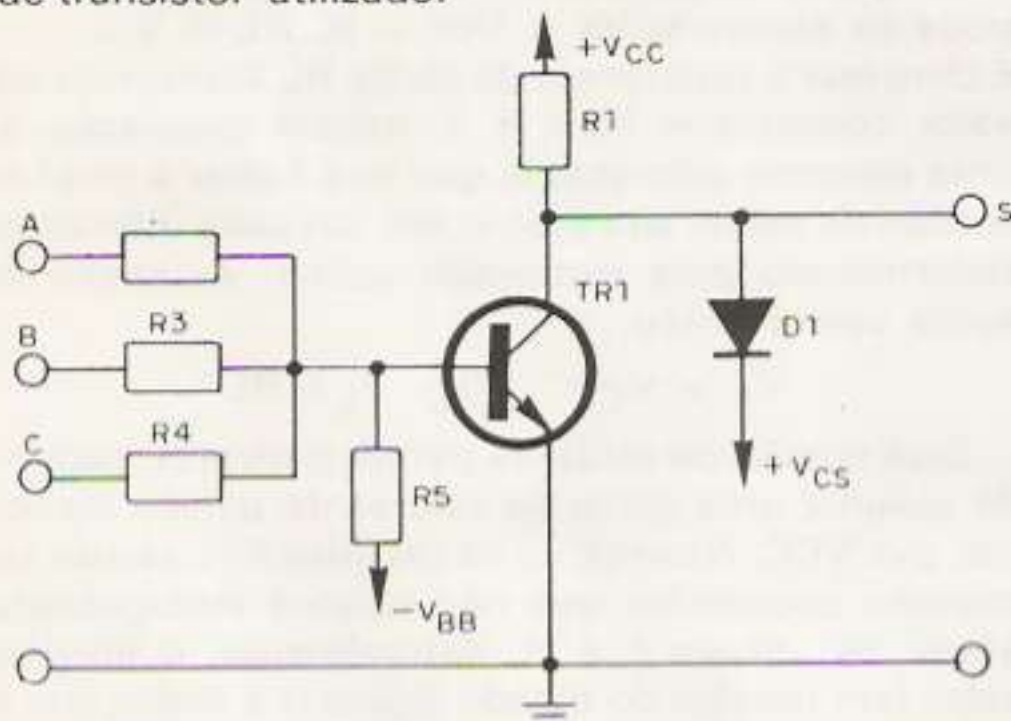 de transistor utilizado.
+VCC
R1
A
S
TR1
R3
B
D1
R4
C
R5
+VCS
-VBB